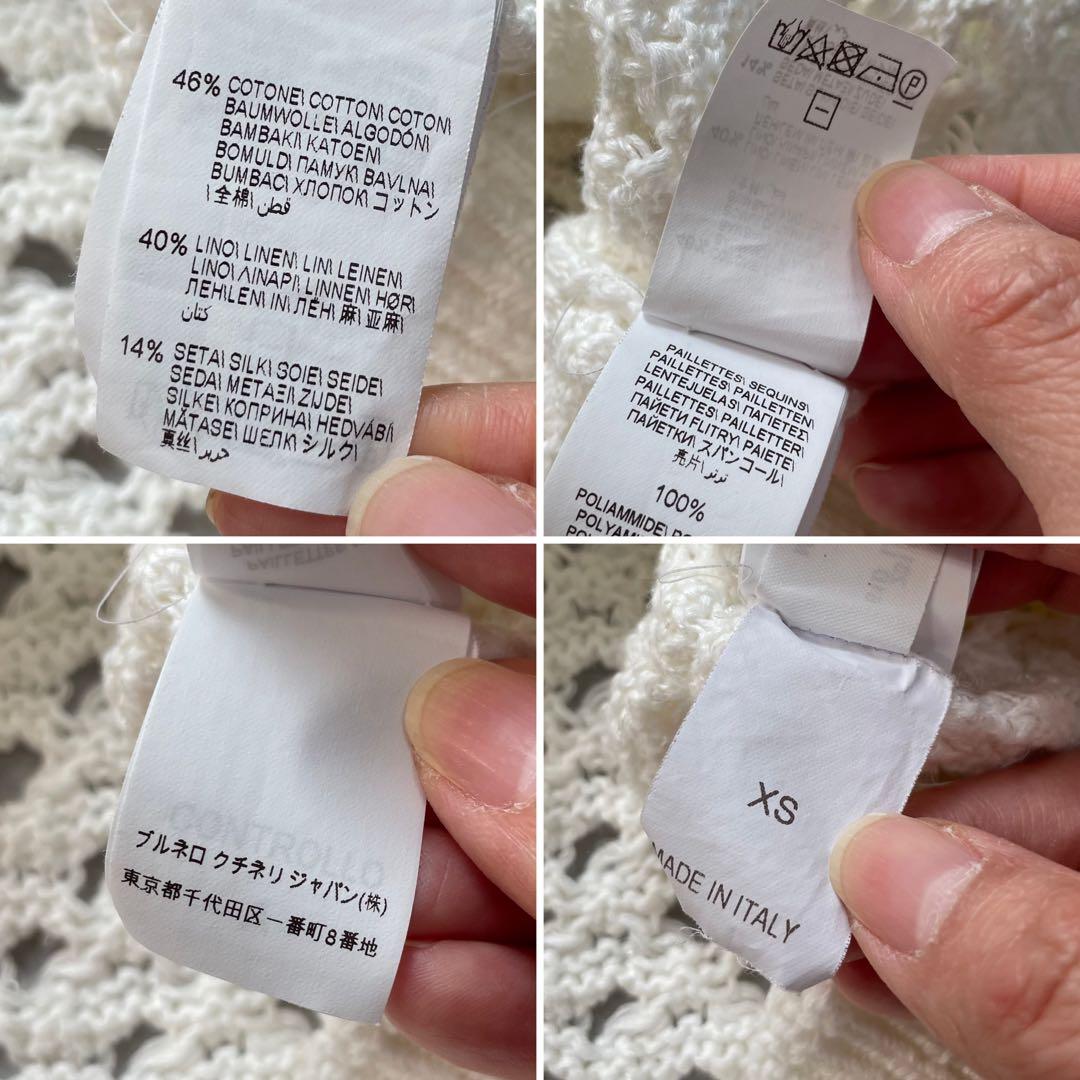 46% COTONE\ COTTON\ COTON\
BAUMWOLLE\ ALGODÓN\
BAMBAKI\ KATOEN\
BOMULD\ ПАМУК\ BAVLNA\
BUMBAC\ ХЛОПОК\ コットン
\全棉\ قطن
40% LINO\ LINEN\ LIN\ LEINEN\
LINO\ ΛΙΝΑΡΙ\ LINNEN\ HØR\
ЛЕН\ LEN\ IN\ ЛЁН\ 麻\ 亚麻\
كتان
14% SETA\ SILK\ SOIE\ SEIDE\
SEDA\ ΜΕΤΑΞΙ\ ZIJDE\
SILKE\ КОПРИНА\ HEDVÁBÍ\
MĂTASE\ ШЕЛК\ シルク\
真丝\ حرير
PAILLETTES\ SEQUINS\
PAILLETTES\ PAILLETTEN\
LENTEJUELAS\ ΠΑΓΙΕΤΕΣ\
PAILLETTES\ PAILLETTER\
ПАЙЕТИ\ FLITRY\ PAIETE\
ПАЙЕТКИ\ スパンコール\
亮片\ ترتر
100%
POLIAMMIDE\
ブルネロ クチネリ ジャパン(株)
東京都千代田区一番町8番地
CONTROLLO
XS
MADE IN ITALY